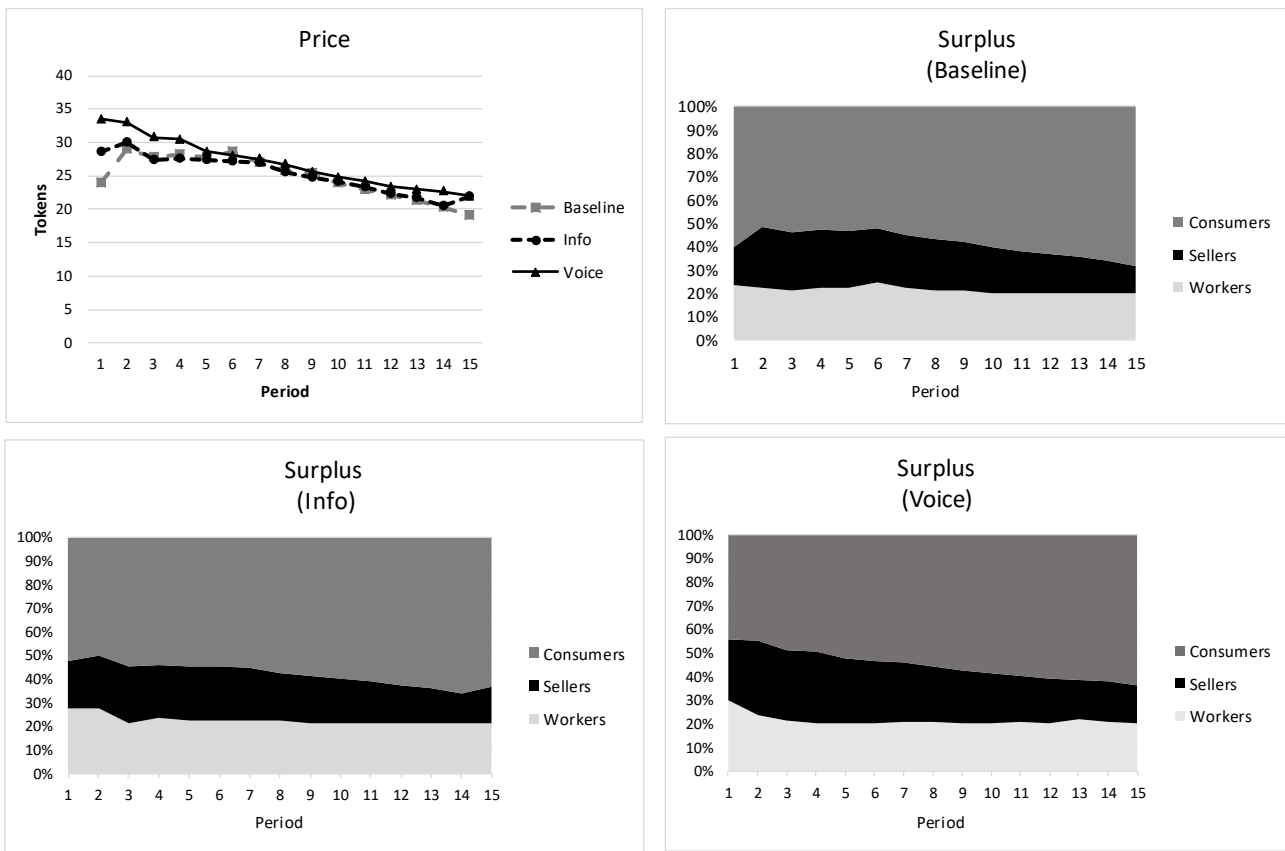 Price
Tokens
40
35
30
25
20
15
10
5
0
1 2 3 4 5 6 7 8 9 10 11 12 13 14 15
Period
Baseline
Info
Voice
Surplus
(Baseline)
100%
90%
80%
70%
60%
50%
40%
30%
20%
10%
0%
1 2 3 4 5 6 7 8 9 10 11 12 13 14 15
Period
Consumers
Sellers
Workers
Surplus
(Info)
100%
90%
80%
70%
60%
50%
40%
30%
20%
10%
0%
1 2 3 4 5 6 7 8 9 10 11 12 13 14 15
Period
Consumers
Sellers
Workers
Surplus
(Voice)
100%
90%
80%
70%
60%
50%
40%
30%
20%
10%
0%
1 2 3 4 5 6 7 8 9 10 11 12 13 14 15
Period
Consumers
Sellers
Workers